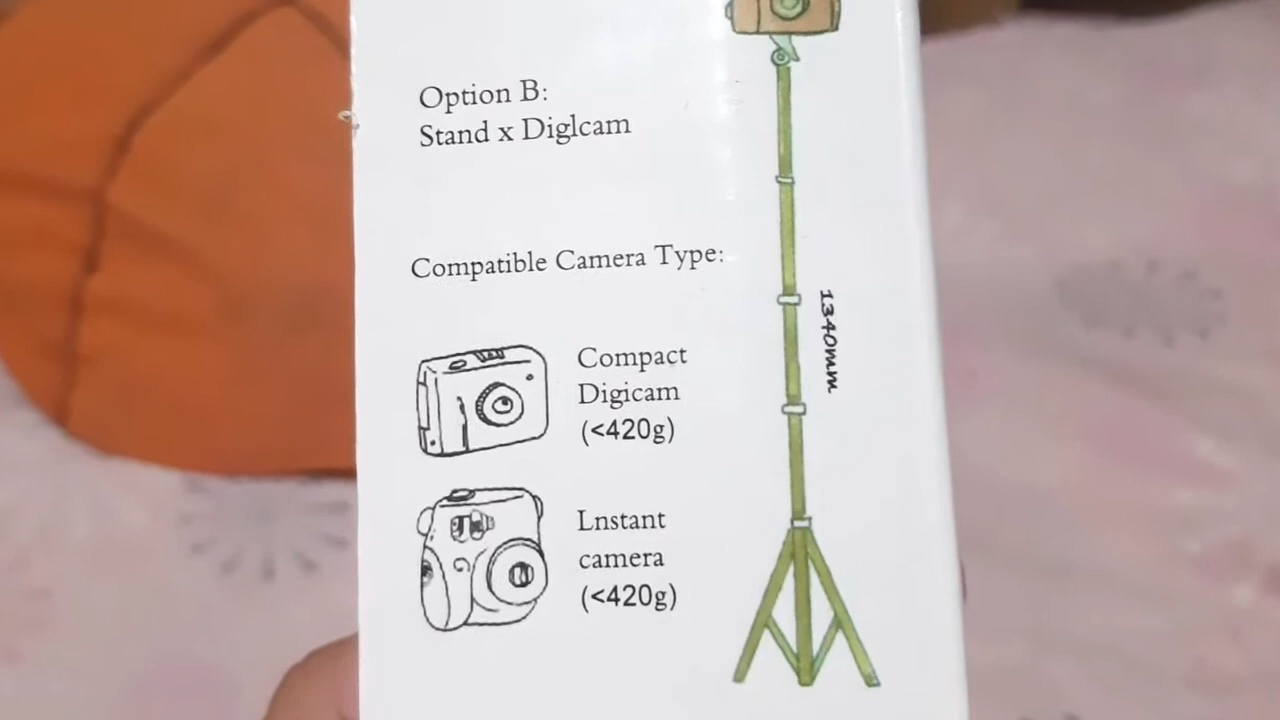 Option B:
Stand x Diglcam
Compatible Camera Type:
Compact
Digicam
(<420g)
Lnstant
camera
(<420g)
1340mm